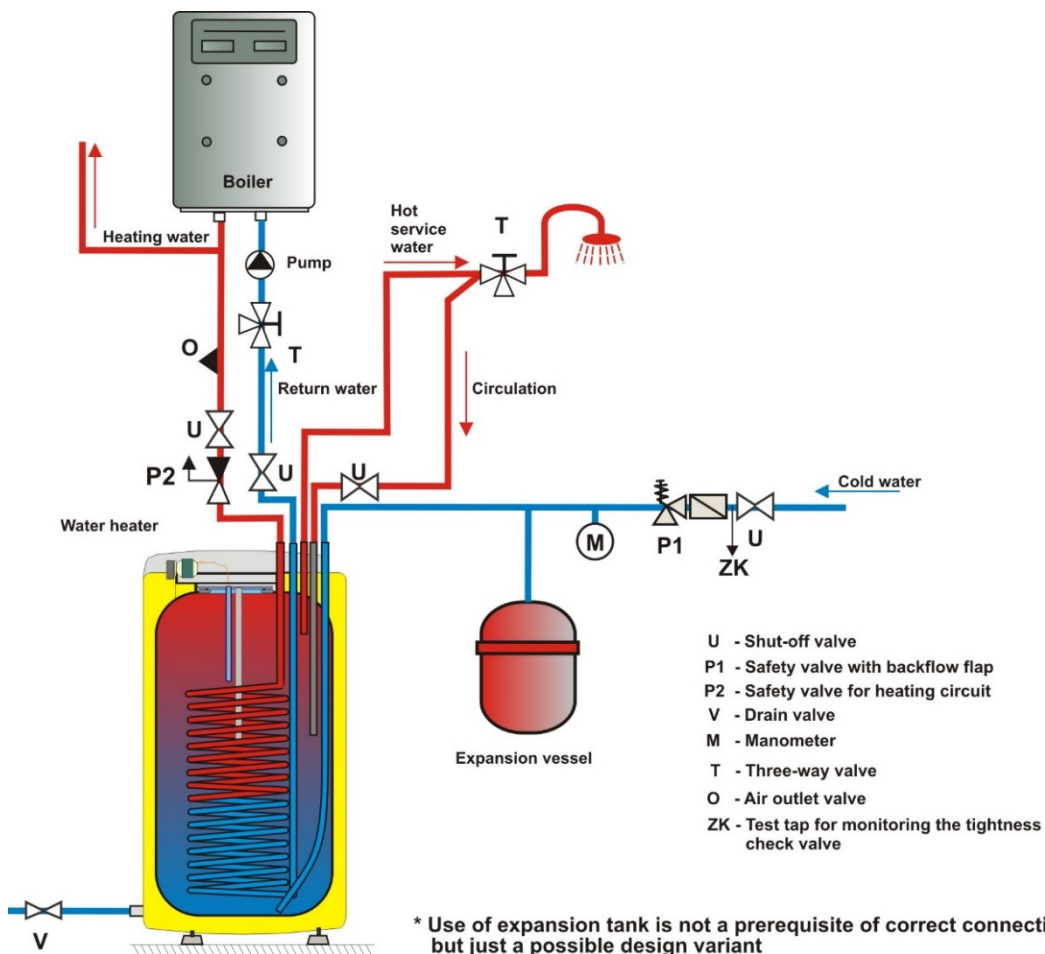 Boiler
Heating water
Pump
Hot
service
water
T
O
T
Return water
Circulation
U
P2
U
U
Cold water
Water heater
M
P1
U
ZK
Expansion vessel
U - Shut-off valve
P1 - Safety valve with backflow flap
P2 - Safety valve for heating circuit
V - Drain valve
M - Manometer
T - Three-way valve
O - Air outlet valve
ZK - Test tap for monitoring the tightness
check valve
V
* Use of expansion tank is not a prerequisite of correct connecti
but just a possible design variant